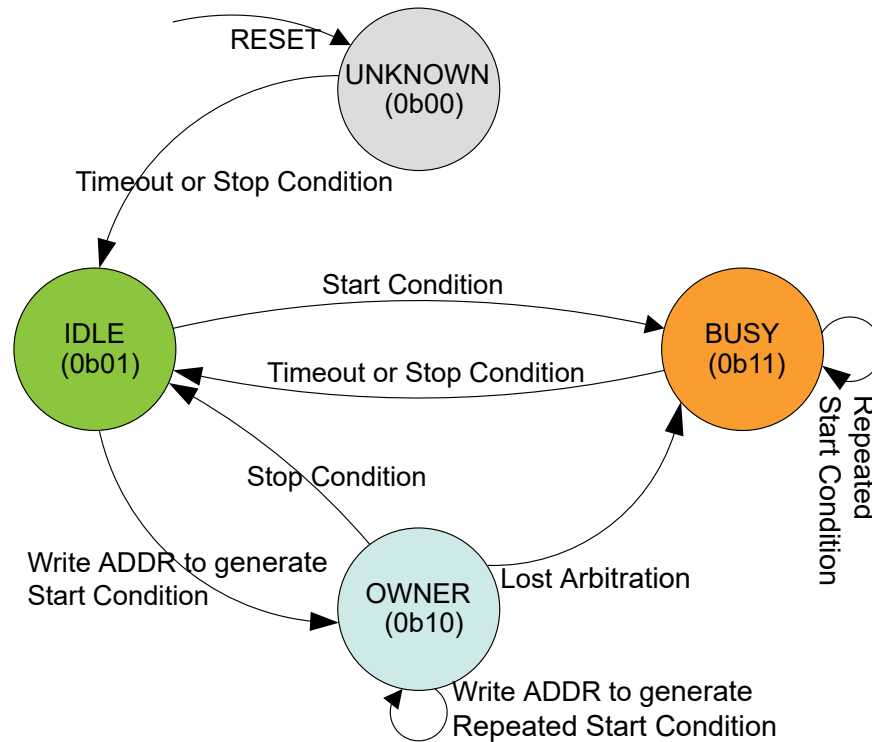 RESET
UNKNOWN
(0b00)
Timeout or Stop Condition
Start Condition
IDLE
(0b01)
BUSY
(0b11)
Timeout or Stop Condition
Repeated
Start Condition
Stop Condition
Write ADDR to generate
Start Condition
Lost Arbitration
OWNER
(0b10)
Write ADDR to generate
Repeated Start Condition